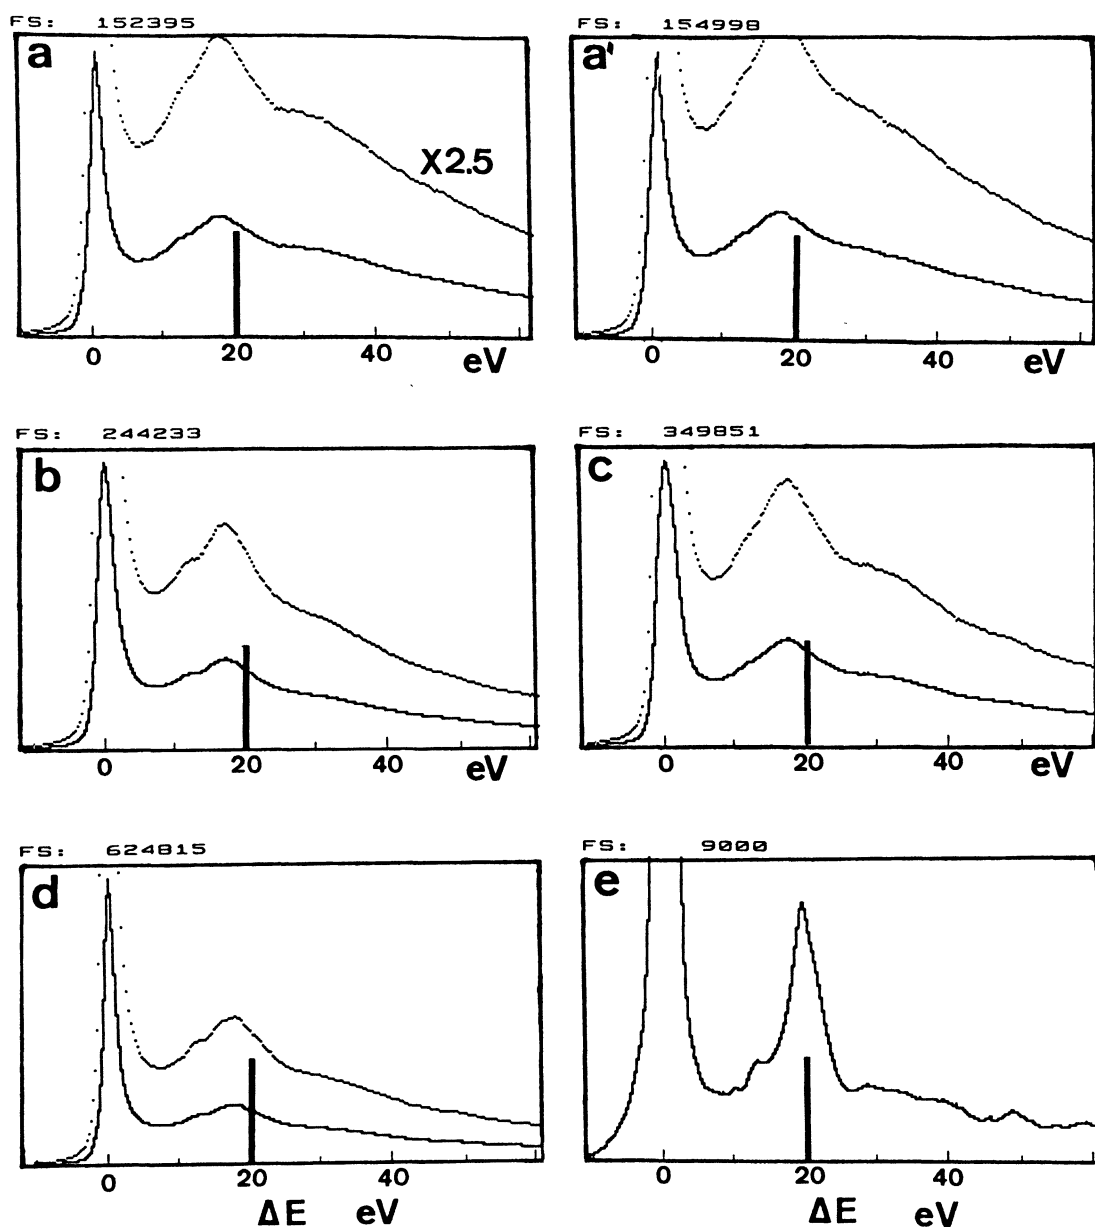 FS: 152395
a
X2.5
0 20 40 eV
FS: 154998
a'
0 20 40 eV
FS: 244233
b
0 20 40 eV
FS: 349851
c
0 20 40 eV
FS: 624815
d
0 20 40
ΔE eV
FS: 9000
e
0 20 40
ΔE eV